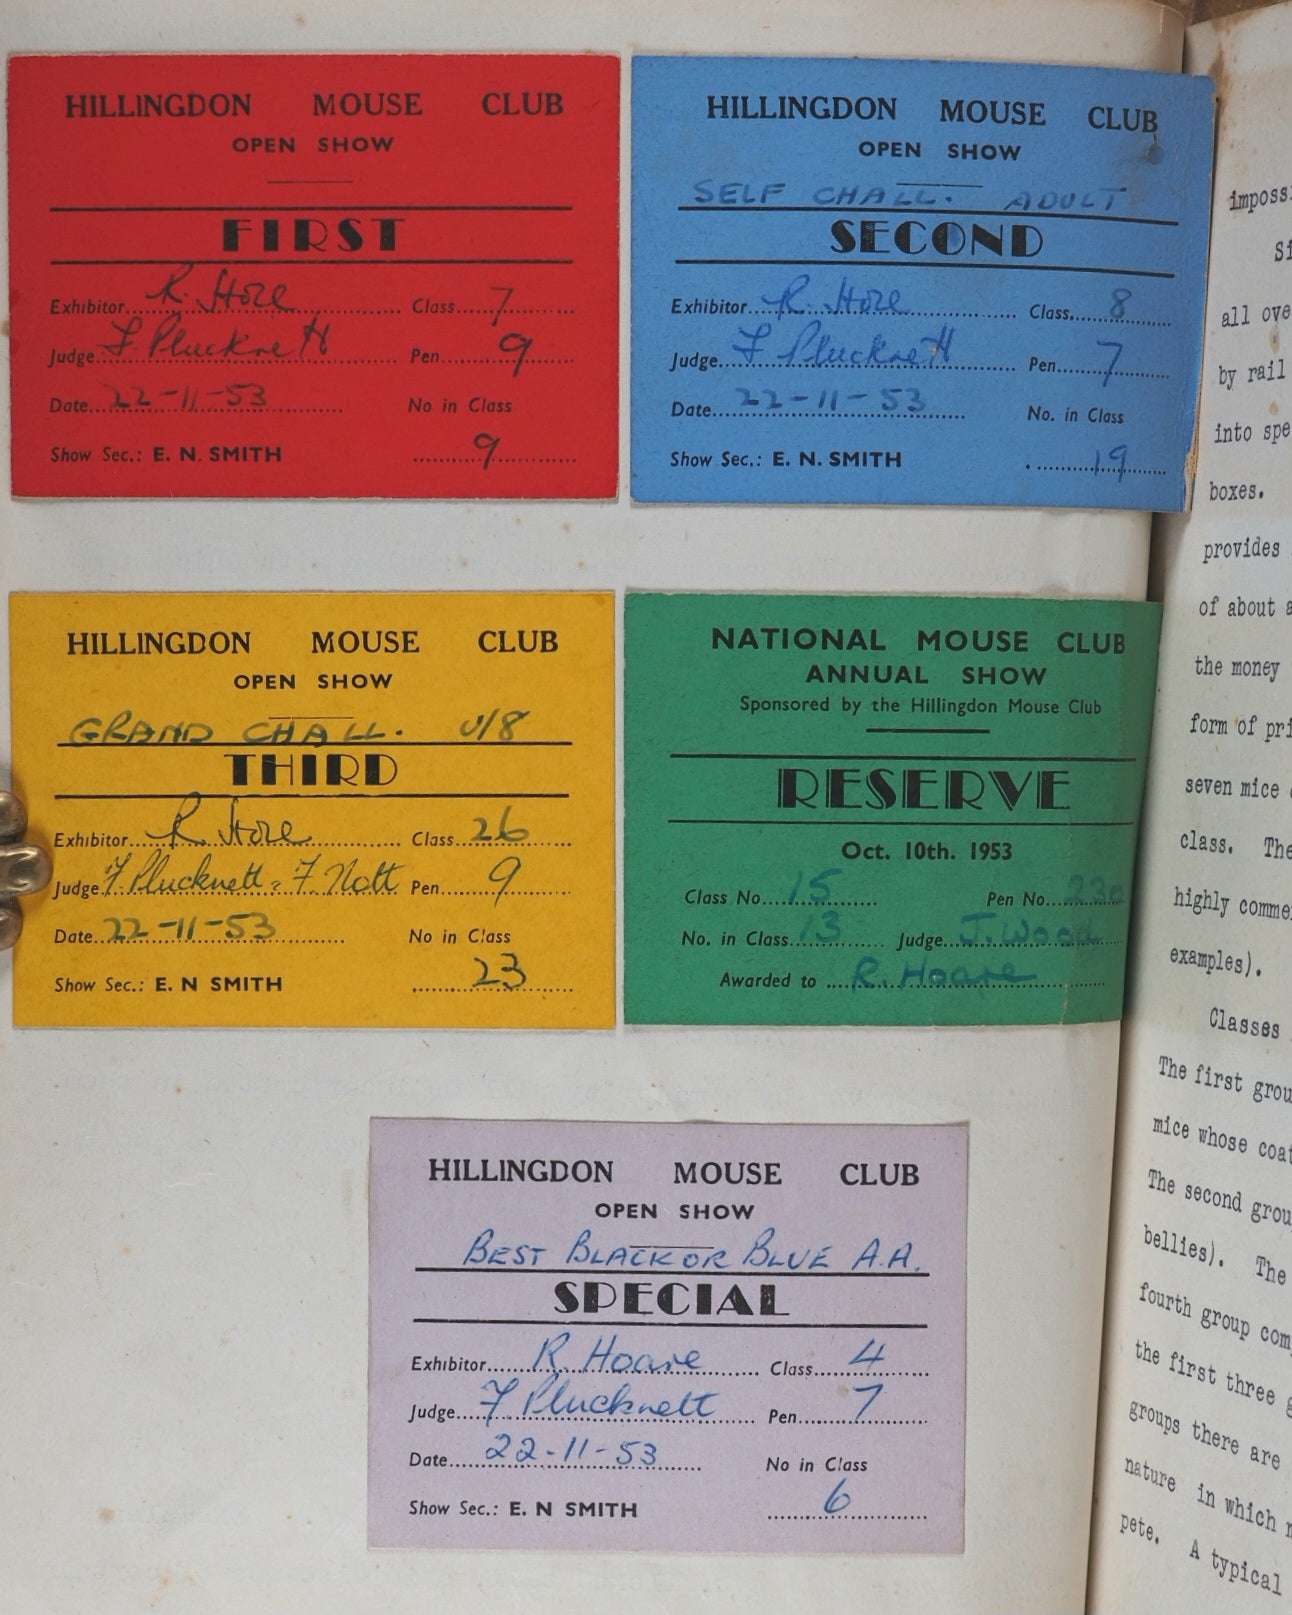 HILLINGDON MOUSE CLUB
OPEN SHOW
FIRST
Exhibitor R. Hore Class 7
Judge F Plucknett Pen 9
Date 22-11-53 No in Class
Show Sec.: E. N. SMITH 9
HILLINGDON MOUSE CLUB
OPEN SHOW
SELF CHALL. ADULT
SECOND
Exhibitor R. Hore Class 8
Judge F Plucknett Pen 7
Date 22-11-53 No. in Class
Show Sec.: E. N. SMITH 19
HILLINGDON MOUSE CLUB
OPEN SHOW
GRAND CHALL. U/8
THIRD
Exhibitor R. Hore Class 26
Judge F Plucknett & F. Nott Pen 9
Date 22-11-53 No in Class
Show Sec.: E. N SMITH 23
NATIONAL MOUSE CLUB
ANNUAL SHOW
Sponsored by the Hillingdon Mouse Club
RESERVE
Oct. 10th. 1953
Class No 15 Pen No 230
No. in Class 13 Judge J. Wood
Awarded to R. Hoare
HILLINGDON MOUSE CLUB
OPEN SHOW
BEST BLACK OR BLUE A.A.
SPECIAL
Exhibitor R. Hoare Class 4
Judge F Plucknett Pen 7
Date 22-11-53 No in Class
Show Sec.: E. N SMITH 6
all ove
by rail
into spe
boxes.
provides
of about a
the money
form of pri
seven mice
class. The
highly comme
examples).
Classes
The first grou
mice whose coat
The second grou
bellies). The
fourth group com
the first three g
groups there are
nature in which
pete. A typical